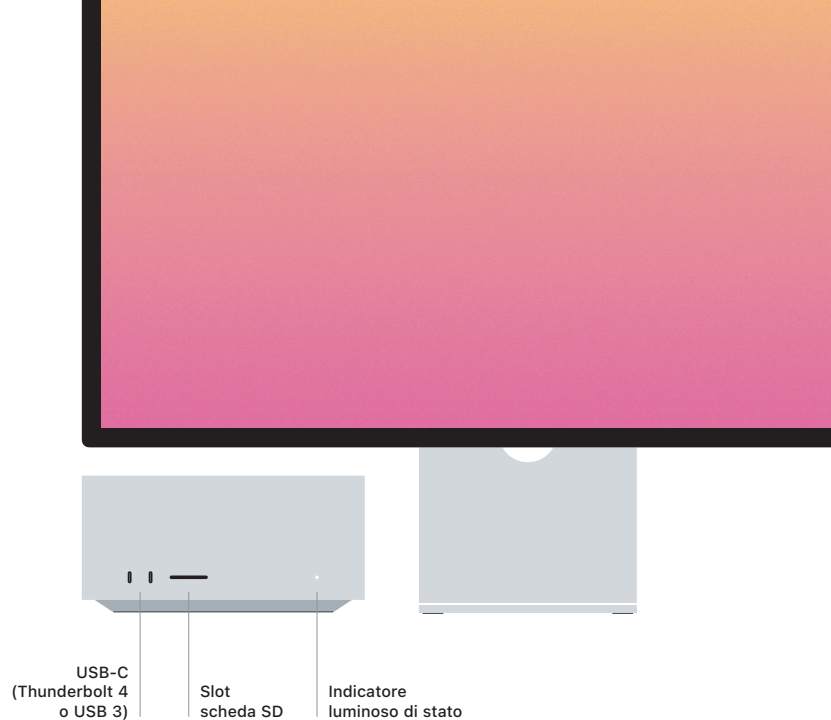 USB-C
(Thunderbolt 4
o USB 3)
Slot
scheda SD
Indicatore
luminoso di stato